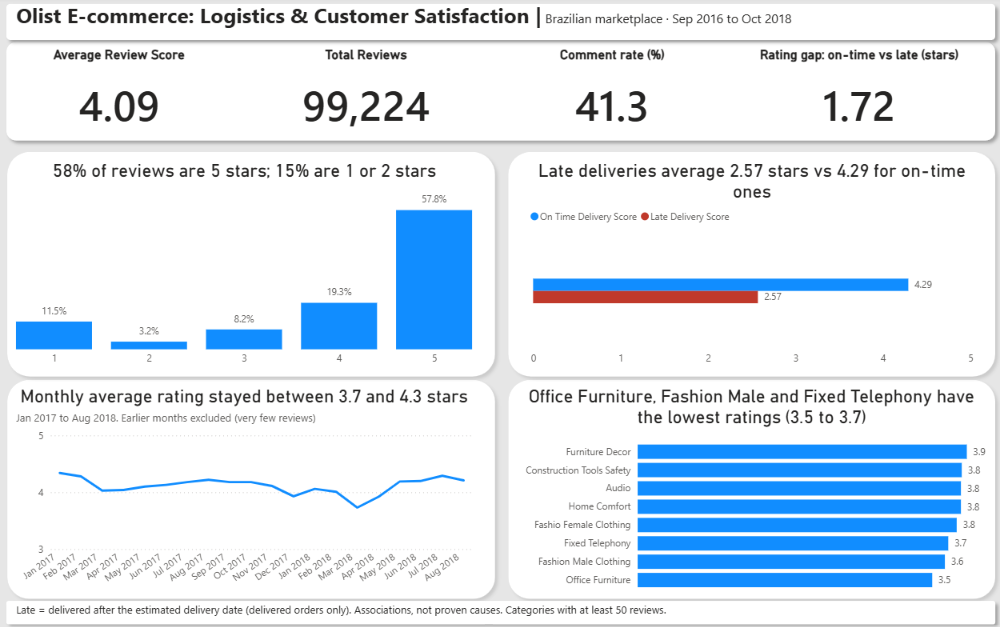 Olist E-commerce: Logistics & Customer Satisfaction | Brazilian marketplace · Sep 2016 to Oct 2018
Average Review Score
Total Reviews
Comment rate (%)
Rating gap: on-time vs late (stars)
4.09
99,224
41.3
1.72
58% of reviews are 5 stars; 15% are 1 or 2 stars
11.5%
3.2%
8.2%
19.3%
57.8%
1
2
3
4
5
Late deliveries average 2.57 stars vs 4.29 for on-time
ones
On Time Delivery Score
Late Delivery Score
4.29
2.57
0
1
2
3
4
5
Monthly average rating stayed between 3.7 and 4.3 stars
Jan 2017 to Aug 2018. Earlier months excluded (very few reviews)
5
4
3
Jan 2017
Feb 2017
Mar 2017
Apr 2017
May 2017
Jun 2017
Jul 2017
Aug 2017
Sep 2017
Oct 2017
Nov 2017
Dec 2017
Jan 2018
Feb 2018
Mar 2018
Apr 2018
May 2018
Jun 2018
Jul 2018
Aug 2018
Office Furniture, Fashion Male and Fixed Telephony have
the lowest ratings (3.5 to 3.7)
Furniture Decor 3.9
Construction Tools Safety 3.8
Audio 3.8
Home Comfort 3.8
Fashio Female Clothing 3.8
Fixed Telephony 3.7
Fashion Male Clothing 3.6
Office Furniture 3.5
Late = delivered after the estimated delivery date (delivered orders only). Associations, not proven causes. Categories with at least 50 reviews.